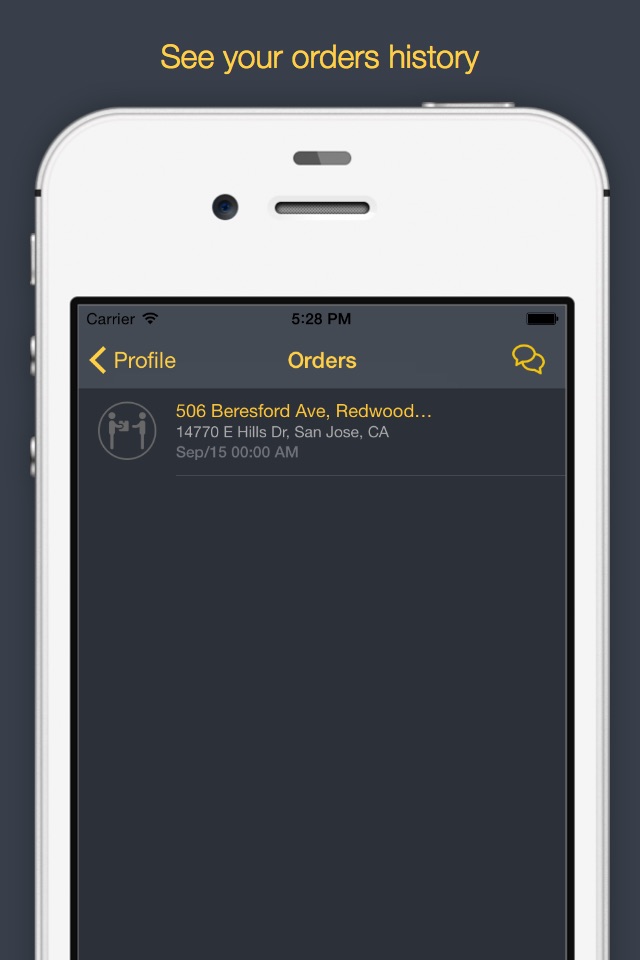 See your orders history
Carrier 5:28 PM
Profile Orders
506 Beresford Ave, Redwood…
14770 E Hills Dr, San Jose, CA
Sep/15 00:00 AM